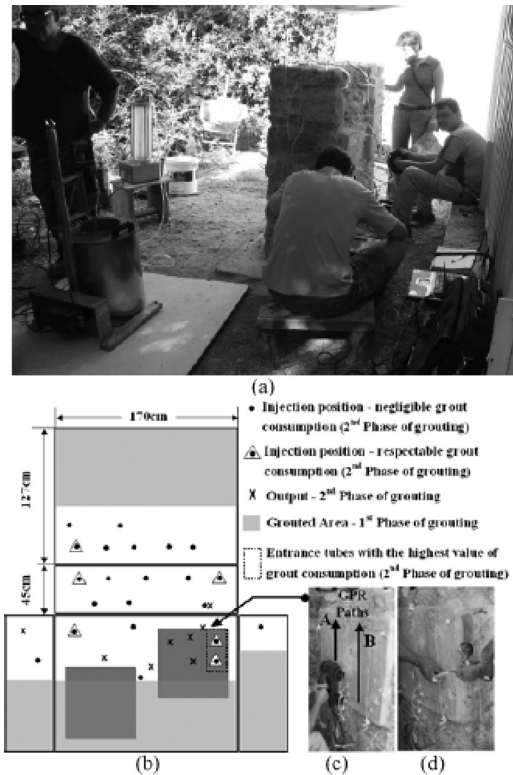 (a)
170cm
127cm
45cm
Injection position - negligible grout
consumption (2nd Phase of grouting)
Injection position - respectable grout
consumption (2nd Phase of grouting)
Output - 2nd Phase of grouting
Grouted Area - 1st Phase of grouting
Entrance tubes with the highest value of
grout consumption (2nd Phase of grouting)
GPR
Paths
A
B
(b)
(c)
(d)